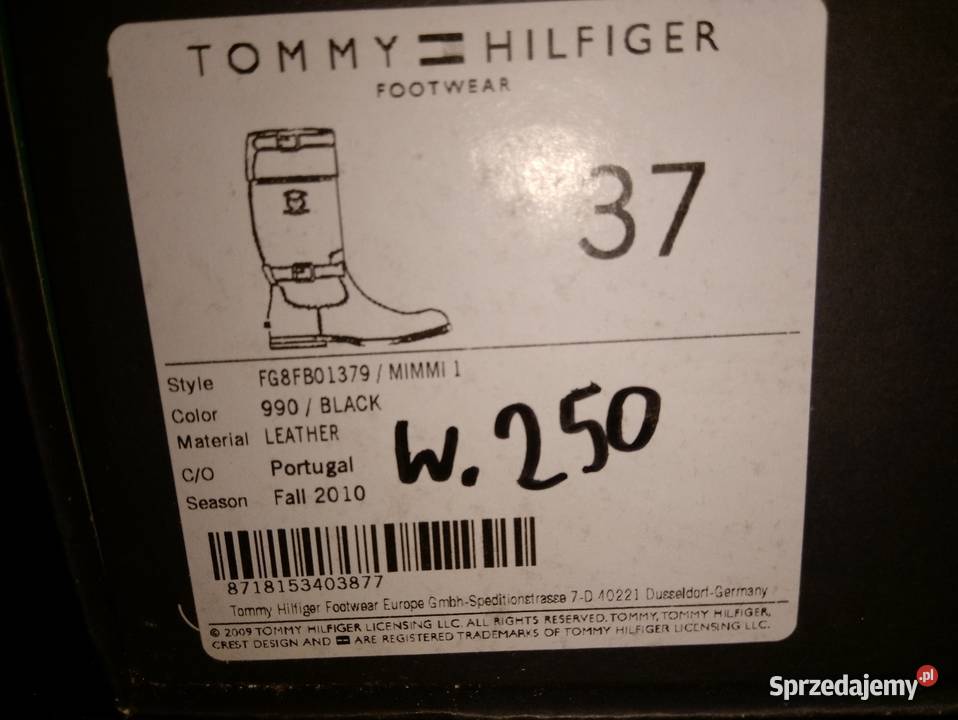 TOMMY HILFIGER
FOOTWEAR
37
Style FG8FB01379 / MIMMI 1
Color 990 / BLACK
Material LEATHER
C/O Portugal
Season Fall 2010
W. 250
8718153403877
Tommy Hilfiger Footwear Europe Gmbh-Speditionstrasse 7-D 40221 Dusseldorf-Germany
© 2009 TOMMY HILFIGER LICENSING LLC. ALL RIGHTS RESERVED. TOMMY, TOMMY HILFIGER,
CREST DESIGN AND ARE REGISTERED TRADEMARKS OF TOMMY HILFIGER LICENSING LLC.
Sprzedajemy.pl